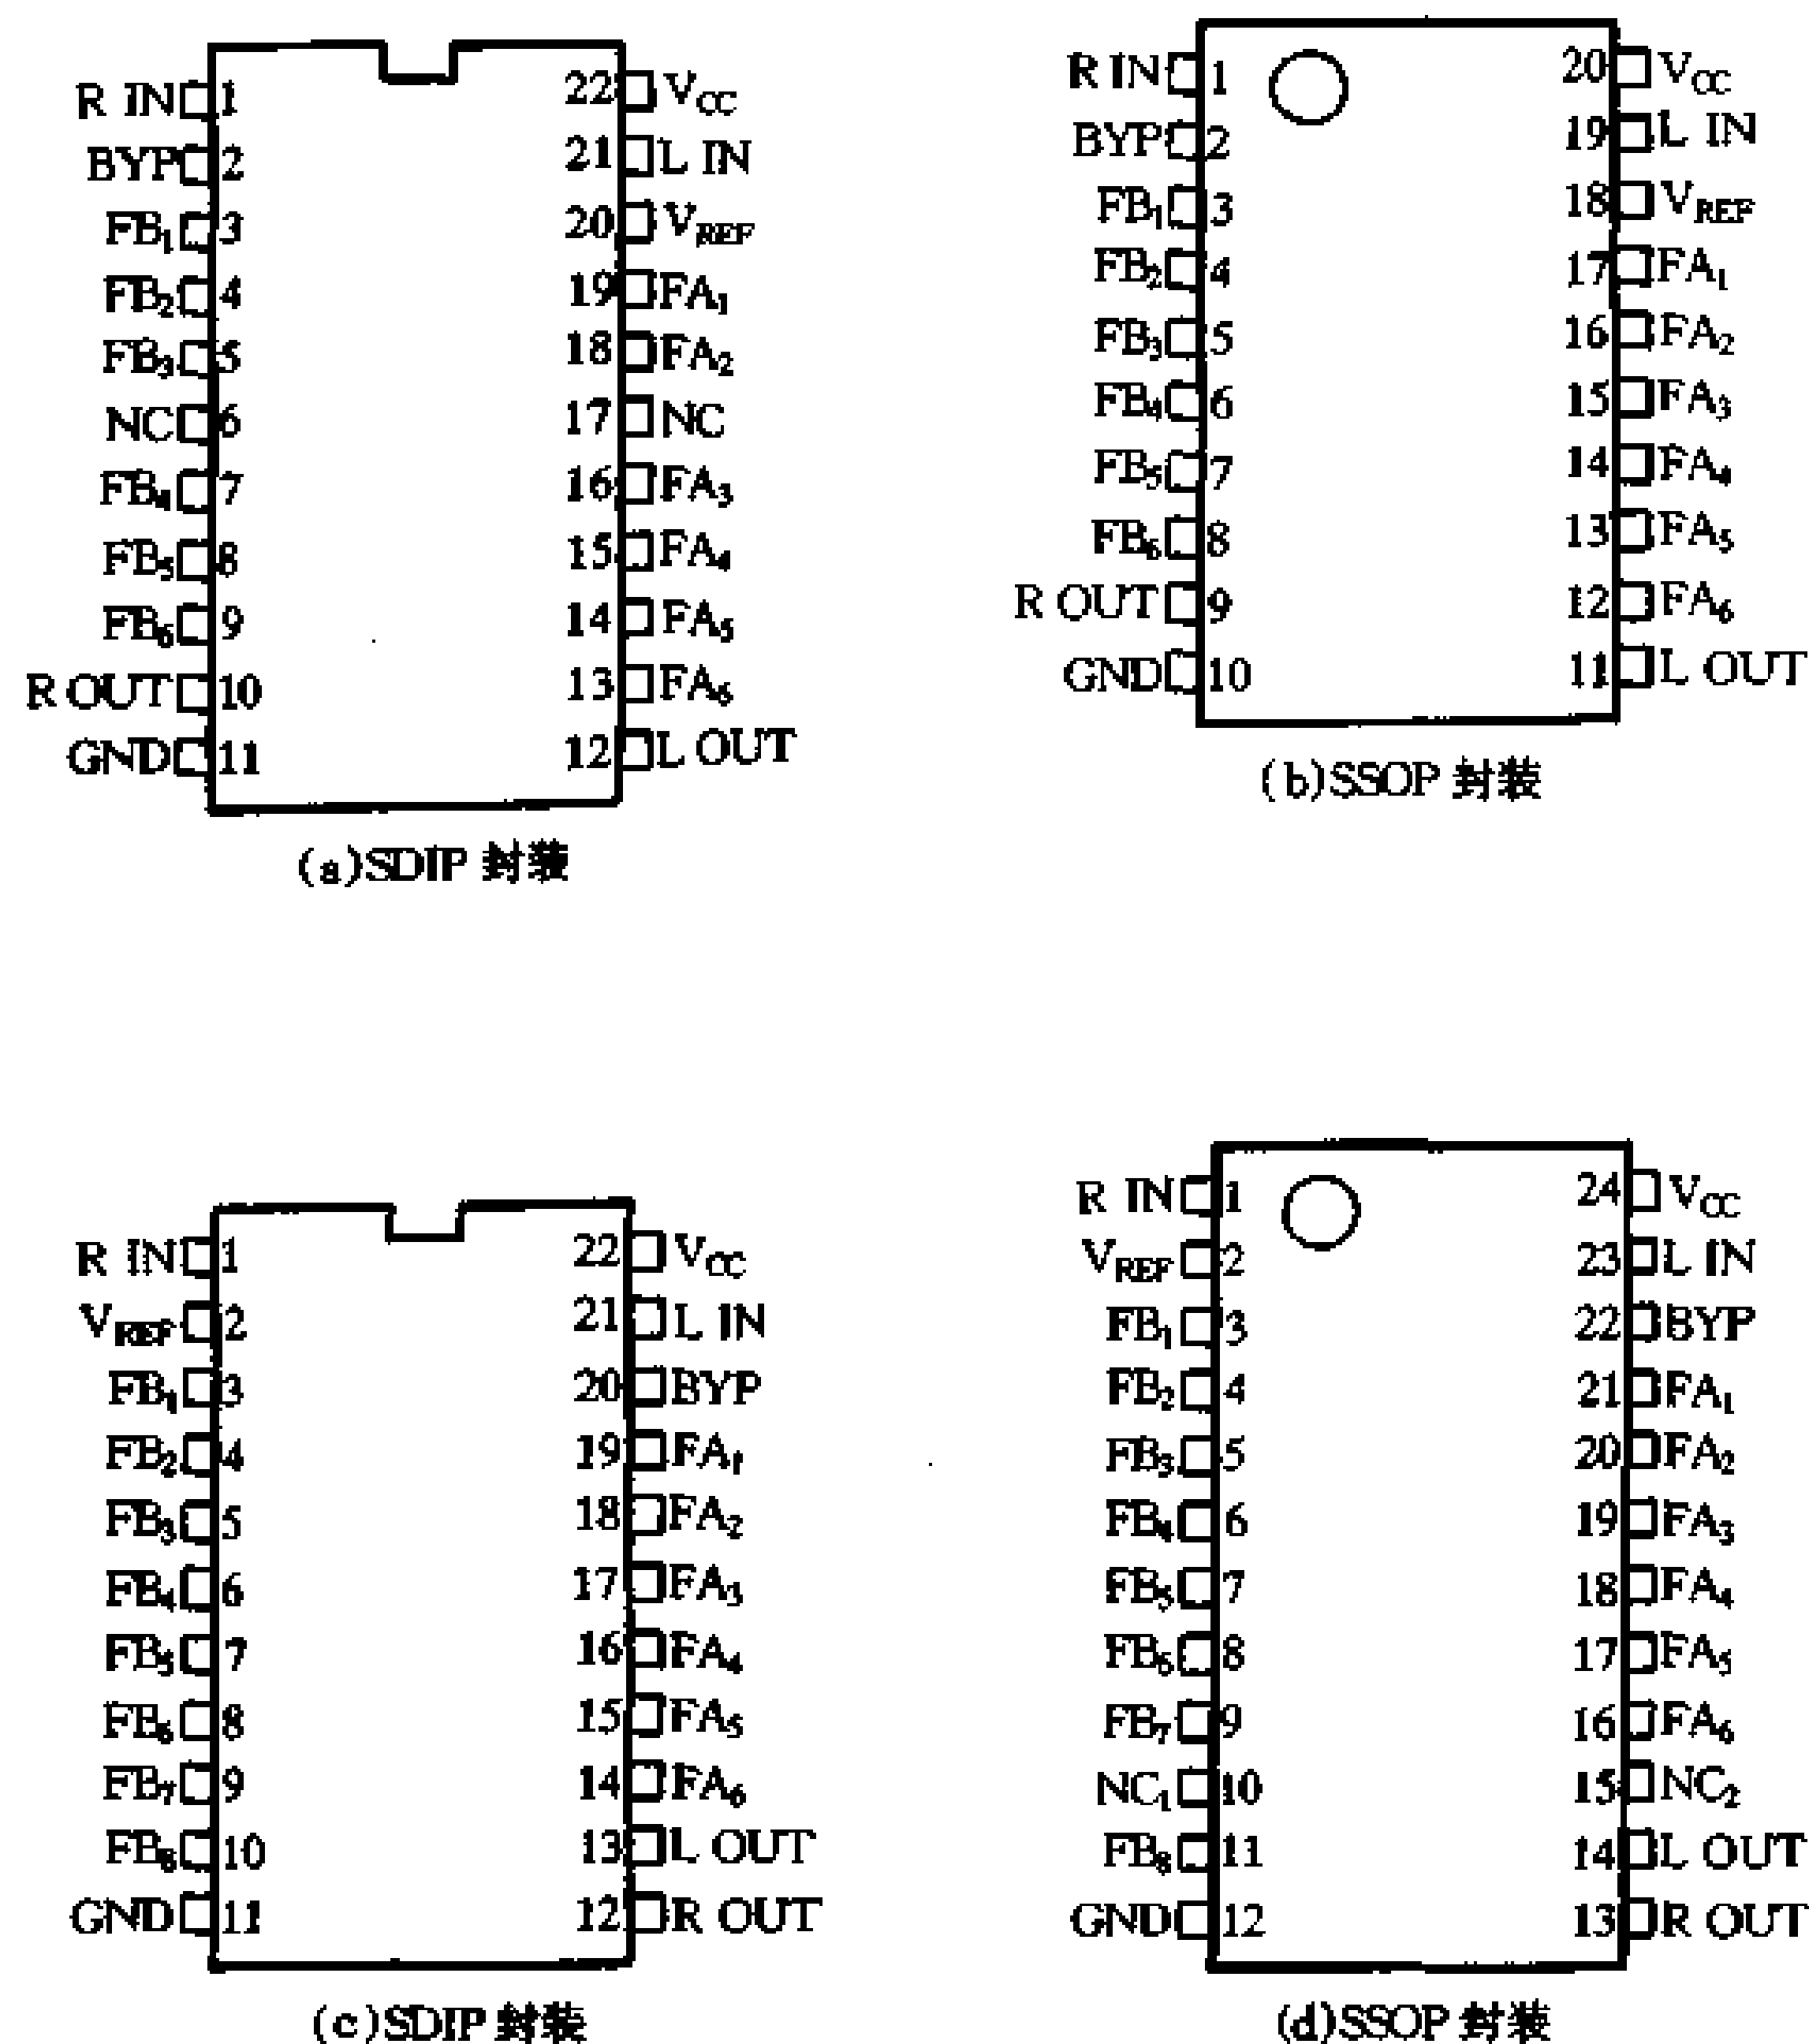 R IN 1 22 V_CC
BYP 2 21 L IN
FB₁ 3 20 V_REF
FB₂ 4 19 FA₁
FB₃ 5 18 FA₂
NC 6 17 NC
FB₄ 7 16 FA₃
FB₅ 8 15 FA₄
FB₆ 9 14 FA₅
R OUT 10 13 FA₆
GND 11 12 L OUT
(a)SDIP 封装
R IN 1 20 V_CC
BYP 2 19 L IN
FB₁ 3 18 V_REF
FB₂ 4 17 FA₁
FB₃ 5 16 FA₂
FB₄ 6 15 FA₃
FB₅ 7 14 FA₄
FB₆ 8 13 FA₅
R OUT 9 12 FA₆
GND 10 11 L OUT
(b)SSOP 封装
R IN 1 22 V_CC
V_REF 2 21 L IN
FB₁ 3 20 BYP
FB₂ 4 19 FA₁
FB₃ 5 18 FA₂
FB₄ 6 17 FA₃
FB₅ 7 16 FA₄
FB₆ 8 15 FA₅
FB₇ 9 14 FA₆
FB₈ 10 13 L OUT
GND 11 12 R OUT
(c)SDIP 封装
R IN 1 24 V_CC
V_REF 2 23 L IN
FB₁ 3 22 BYP
FB₂ 4 21 FA₁
FB₃ 5 20 FA₂
FB₄ 6 19 FA₃
FB₅ 7 18 FA₄
FB₆ 8 17 FA₅
FB₇ 9 16 FA₆
NC₁ 10 15 NC₂
FB₈ 11 14 L OUT
GND 12 13 R OUT
(d)SSOP 封装